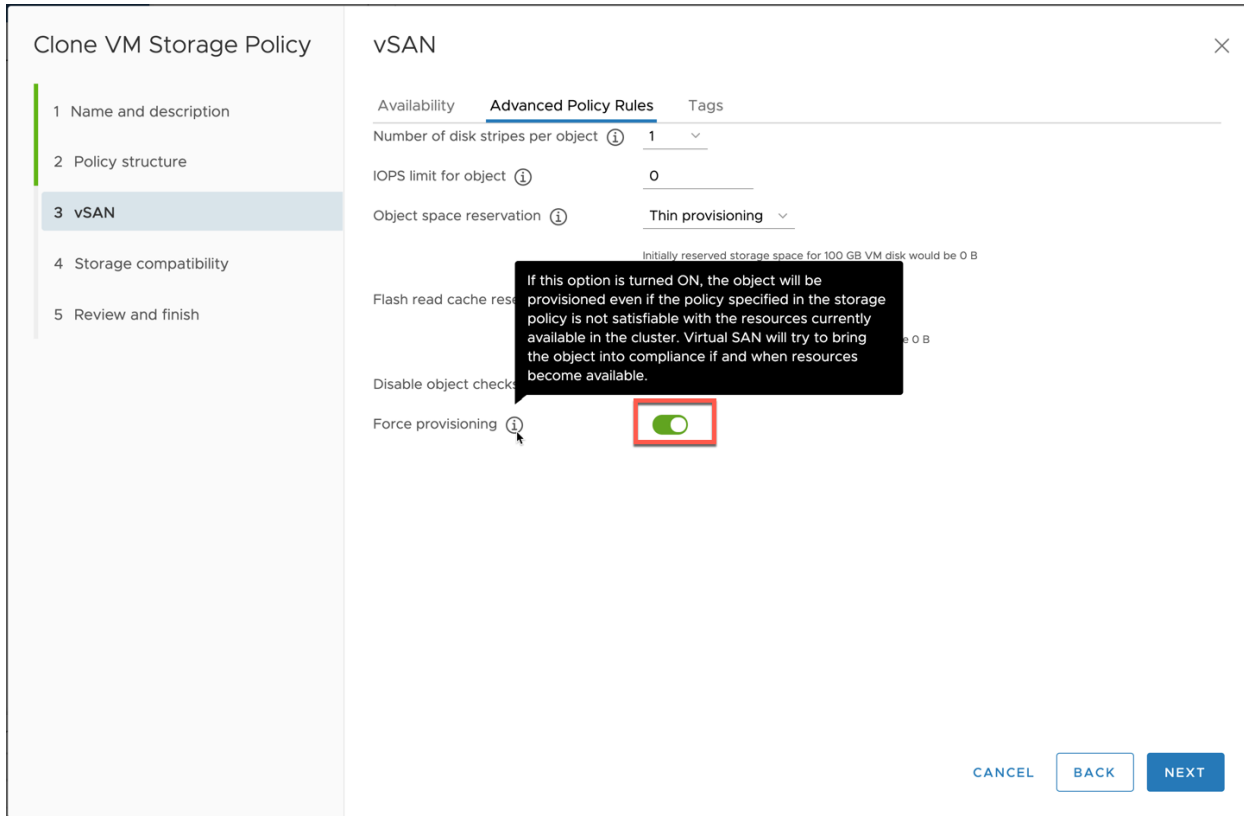 Clone VM Storage Policy
1 Name and description
2 Policy structure
3 vSAN
4 Storage compatibility
5 Review and finish
vSAN
Availability
Advanced Policy Rules
Tags
Number of disk stripes per object
1
IOPS limit for object
0
Object space reservation
Thin provisioning
Initially reserved storage space for 100 GB VM disk would be 0 B
If this option is turned ON, the object will be
provisioned even if the policy specified in the storage
policy is not satisfiable with the resources currently
available in the cluster. Virtual SAN will try to bring
the object into compliance if and when resources
become available.
Flash read cache rese
e 0 B
Disable object checks
Force provisioning
CANCEL
BACK
NEXT